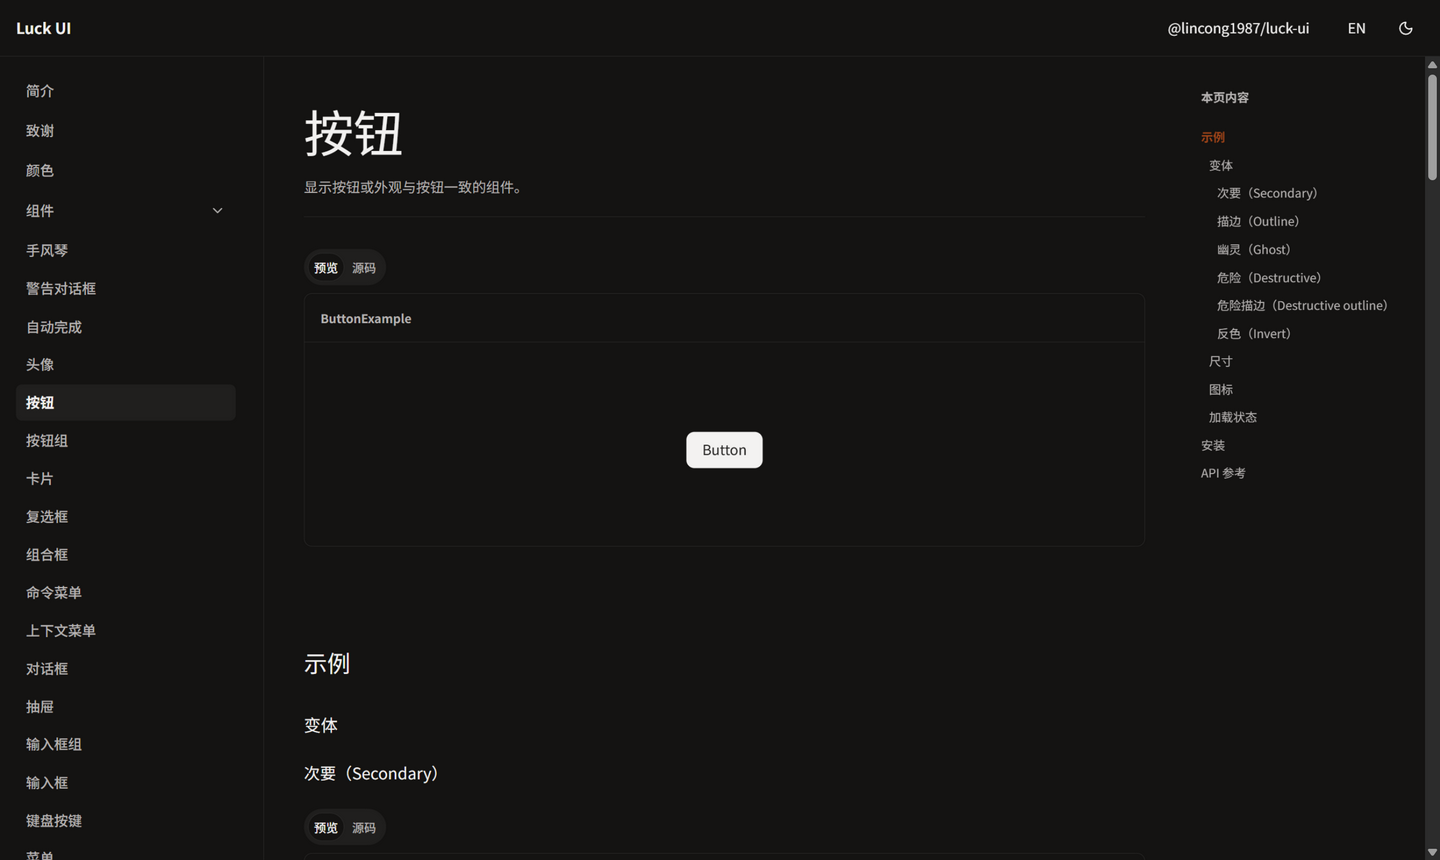 Luck UI
@lincong1987/luck-ui
EN
简介
致谢
颜色
组件
手风琴
警告对话框
自动完成
头像
按钮
按钮组
卡片
复选框
组合框
命令菜单
上下文菜单
对话框
抽屉
输入框组
输入框
键盘按键
菜单
按钮
显示按钮或外观与按钮一致的组件。
预览 源码
ButtonExample
Button
示例
变体
次要（Secondary）
预览 源码
本页内容
示例
变体
次要（Secondary）
描边（Outline）
幽灵（Ghost）
危险（Destructive）
危险描边（Destructive outline）
反色（Invert）
尺寸
图标
加载状态
安装
API 参考